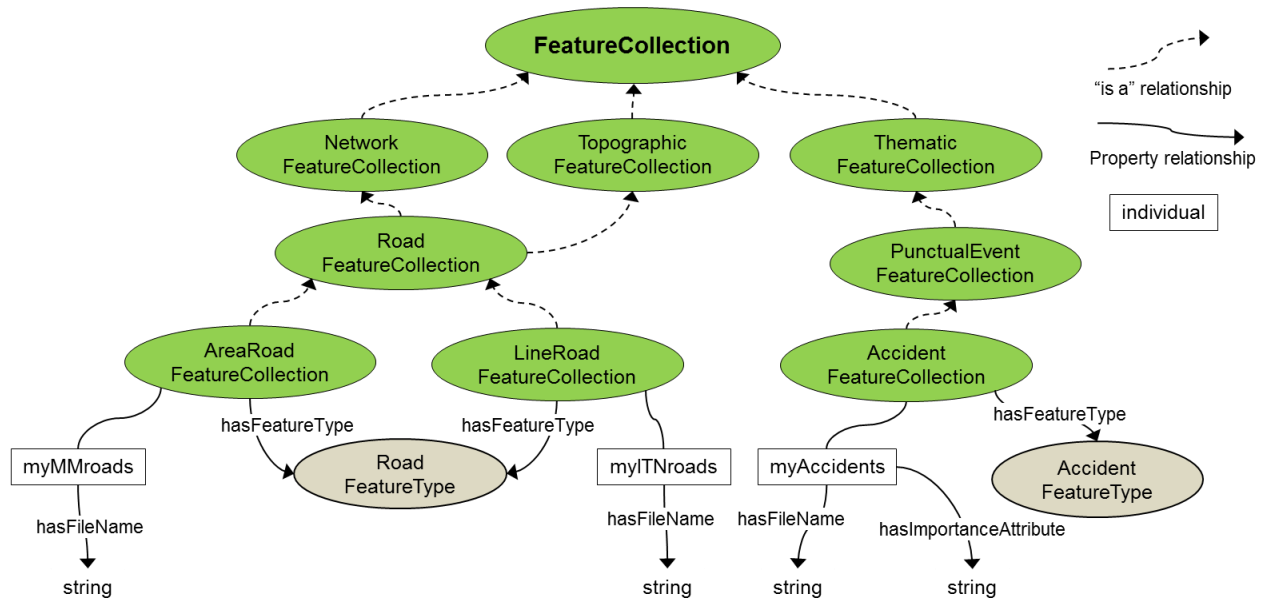 FeatureCollection
"is a" relationship
Network
FeatureCollection
Topographic
FeatureCollection
Thematic
FeatureCollection
Property relationship
individual
Road
FeatureCollection
PunctualEvent
FeatureCollection
AreaRoad
FeatureCollection
LineRoad
FeatureCollection
Accident
FeatureCollection
hasFeatureType
hasFeatureType
hasFeatureType
myMMroads
Road
FeatureType
myITNroads
myAccidents
Accident
FeatureType
hasFileName
hasFileName
hasFileName
hasImportanceAttribute
string
string
string
string